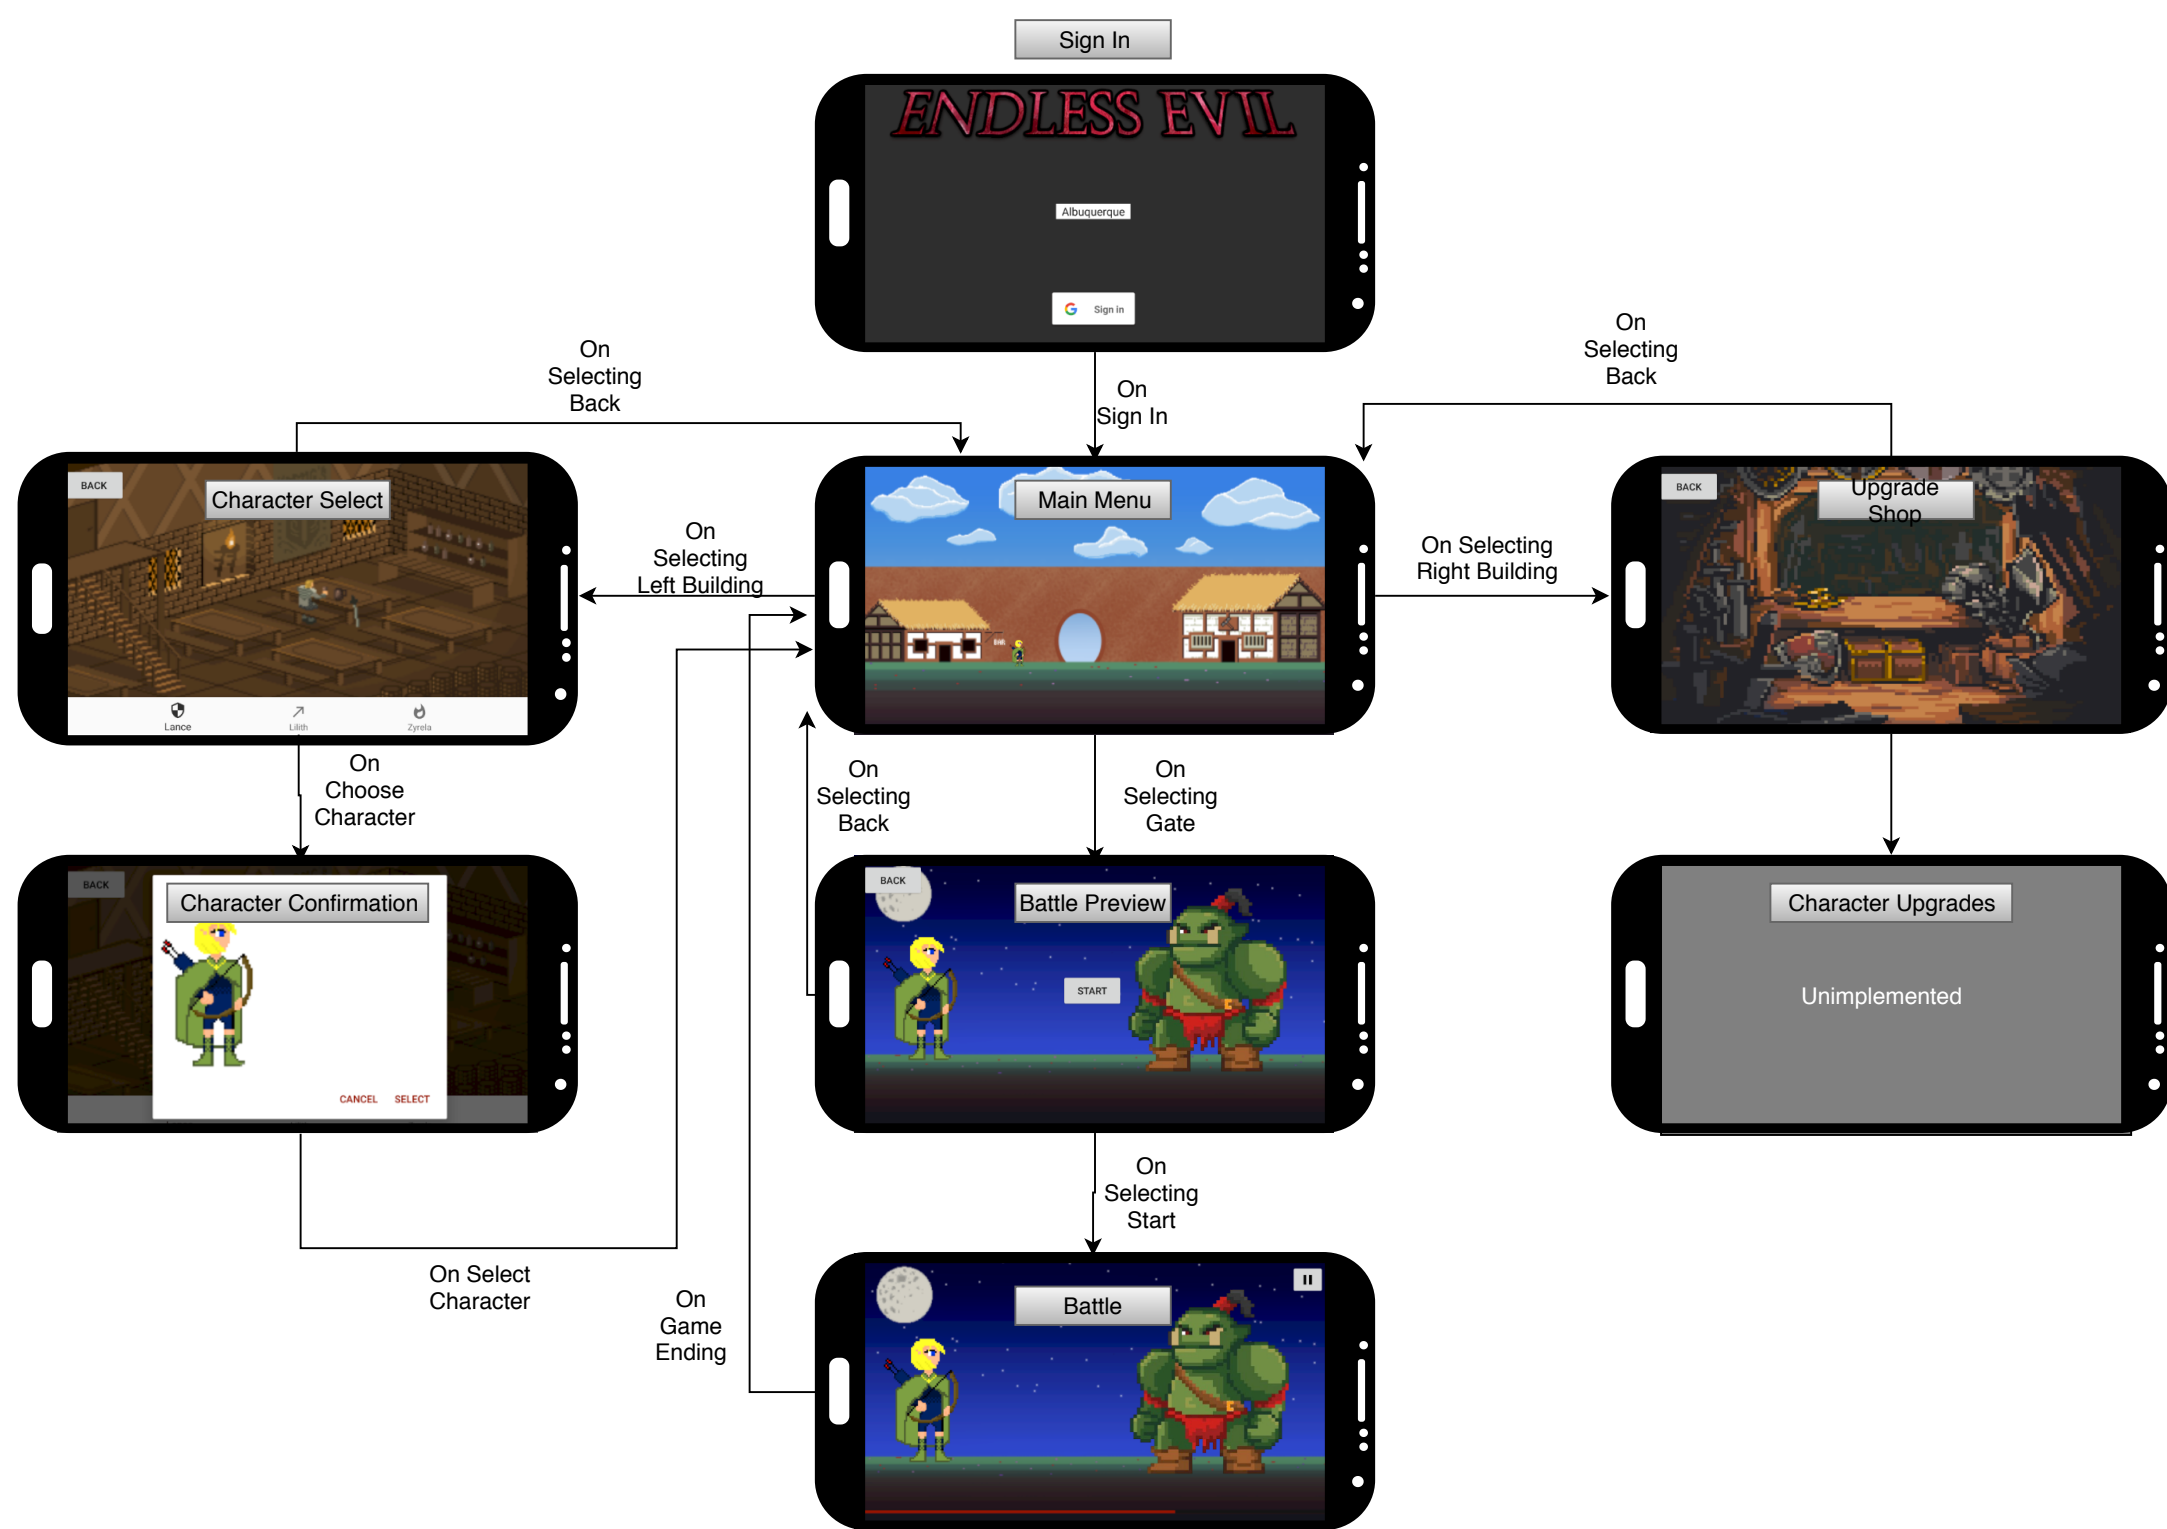 Sign In
ENDLESS EVIL
Albuquerque
Sign in
On
Selecting
Back
On
Sign In
On
Selecting
Back
BACK
Character Select
Lance
Lilith
Zyrela
On
Selecting
Left Building
Main Menu
BAR
On Selecting
Right Building
BACK
Upgrade
Shop
On
Choose
Character
On
Selecting
Back
On
Selecting
Gate
BACK
Character Confirmation
CANCEL
SELECT
BACK
Battle Preview
START
Character Upgrades
Unimplemented
On
Selecting
Start
On Select
Character
On
Game
Ending
Battle